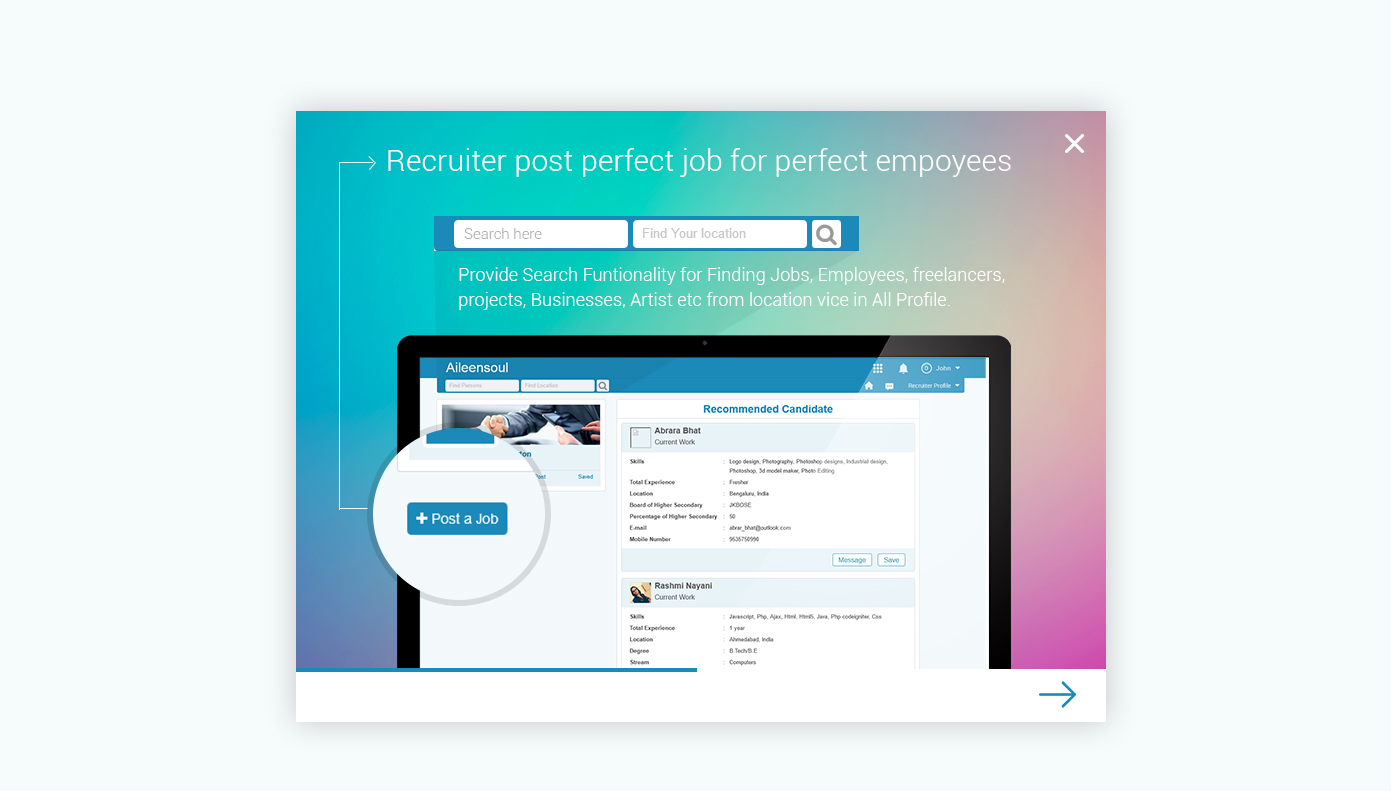 Recruiter post perfect job for perfect empoyees
Search here
Find Your location
Provide Search Funtionality for Finding Jobs, Employees, freelancers,
projects, Businesses, Artist etc from location vice in All Profile.
Aileensoul
John
Find Persons
Find Location
Recruiter Profile
ton
Post
Saved
+ Post a Job
Recommended Candidate
Abrara Bhat
Current Work
Skills : Logo design, Photography, Photoshop designs, Industrial design,
Photoshop, 3d model maker, Photo Editing
Total Experience : Fresher
Location : Bengaluru, India
Board of Higher Secondary : JKBOSE
Percentage of Higher Secondary : 50
E-mail : abrar_bhat@outlook.com
Mobile Number : 9535750990
Message
Save
Rashmi Nayani
Current Work
Skills : Javascript, Php, Ajax, Html, Html5, Java, Php codeigniter, Css
Total Experience : 1 year
Location : Ahmedabad, India
Degree : B.Tech/B.E
Stream : Computers